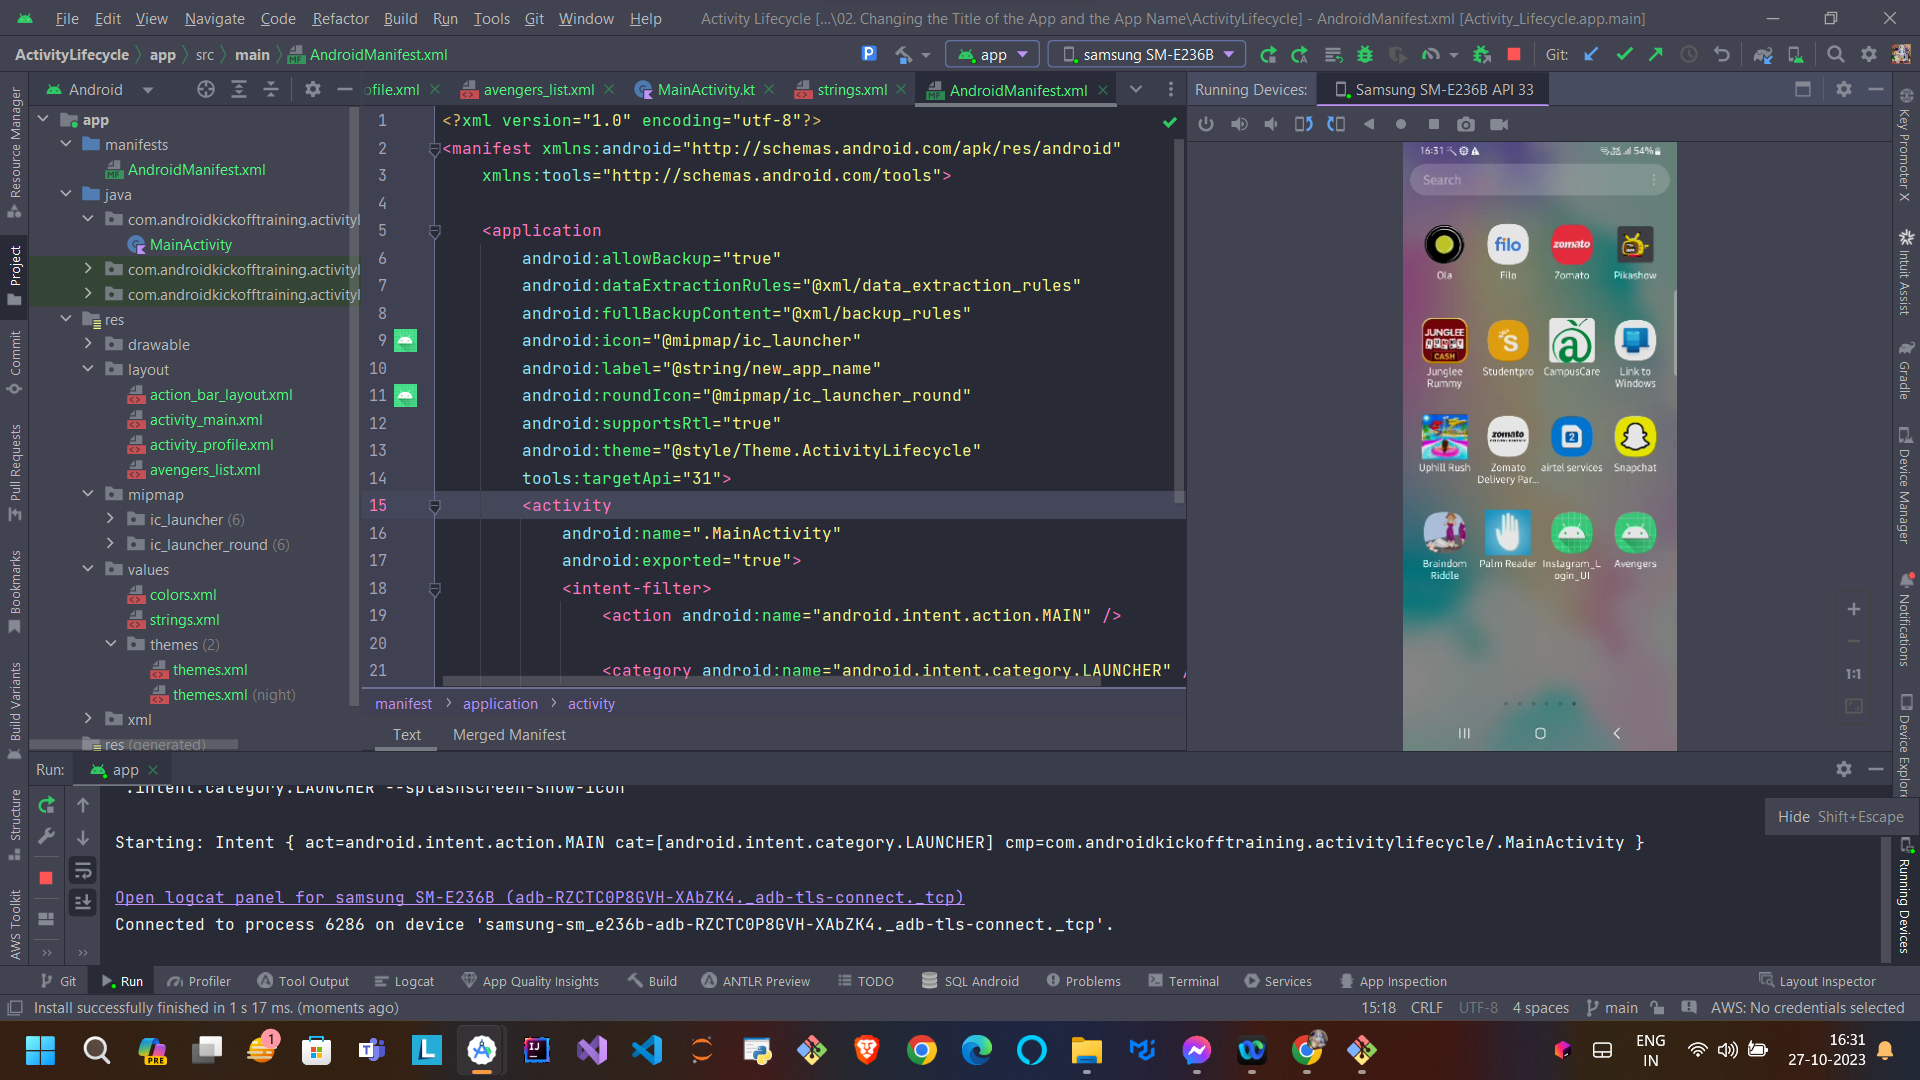 File Edit View Navigate Code Refactor Build Run Tools Git Window Help Activity Lifecycle [...\02. Changing the Title of the App and the App Name\ActivityLifecycle] - AndroidManifest.xml [Activity_Lifecycle.app.main]
ActivityLifecycle app src main AndroidManifest.xml
app samsung SM-E236B Git:
Resource Manager
Project
Commit
Pull Requests
Bookmarks
Build Variants
Structure
AWS Toolkit
Android
app
manifests
AndroidManifest.xml
java
com.androidkickofftraining.activityl
MainActivity
com.androidkickofftraining.activityl
com.androidkickofftraining.activityl
res
drawable
layout
action_bar_layout.xml
activity_main.xml
activity_profile.xml
avengers_list.xml
mipmap
ic_launcher (6)
ic_launcher_round (6)
values
colors.xml
strings.xml
themes (2)
themes.xml
themes.xml (night)
xml
res (generated)
ofile.xml avengers_list.xml MainActivity.kt strings.xml AndroidManifest.xml
1 <?xml version="1.0" encoding="utf-8"?>
2 <manifest xmlns:android="http://schemas.android.com/apk/res/android"
3 xmlns:tools="http://schemas.android.com/tools">
4
5 <application
6 android:allowBackup="true"
7 android:dataExtractionRules="@xml/data_extraction_rules"
8 android:fullBackupContent="@xml/backup_rules"
9 android:icon="@mipmap/ic_launcher"
10 android:label="@string/new_app_name"
11 android:roundIcon="@mipmap/ic_launcher_round"
12 android:supportsRtl="true"
13 android:theme="@style/Theme.ActivityLifecycle"
14 tools:targetApi="31">
15 <activity
16 android:name=".MainActivity"
17 android:exported="true">
18 <intent-filter>
19 <action android:name="android.intent.action.MAIN" />
20
21 <category android:name="android.intent.category.LAUNCHER" /
manifest application activity
Text Merged Manifest
Running Devices: Samsung SM-E236B API 33
16:31 54%
Search
Ola Filo Zomato Pikashow
filo zomato
JUNGLEE RUMMY CASH
Junglee Rummy Studentpro CampusCare Link to Windows
zomato
Uphill Rush Zomato Delivery Par... airtel services Snapchat
Braindom Riddle Palm Reader Instagram_Login_UI Avengers
1:1
Key Promoter X
Intuit Assist
Gradle
Device Manager
Notifications
Device Explore
Running Devices
Run: app
.intent.category.LAUNCHER --splashscreen-show-icon
Hide Shift+Escape
Starting: Intent { act=android.intent.action.MAIN cat=[android.intent.category.LAUNCHER] cmp=com.androidkickofftraining.activitylifecycle/.MainActivity }
Open logcat panel for samsung SM-E236B (adb-RZCTC0P8GVH-XAbZK4._adb-tls-connect._tcp)
Connected to process 6286 on device 'samsung-sm_e236b-adb-RZCTC0P8GVH-XAbZK4._adb-tls-connect._tcp'.
Git Run Profiler Tool Output Logcat App Quality Insights Build ANTLR Preview TODO SQL Android Problems Terminal Services App Inspection Layout Inspector
Install successfully finished in 1 s 17 ms. (moments ago) 15:18 CRLF UTF-8 4 spaces main AWS: No credentials selected
PRE 1 ENG IN 16:31 27-10-2023